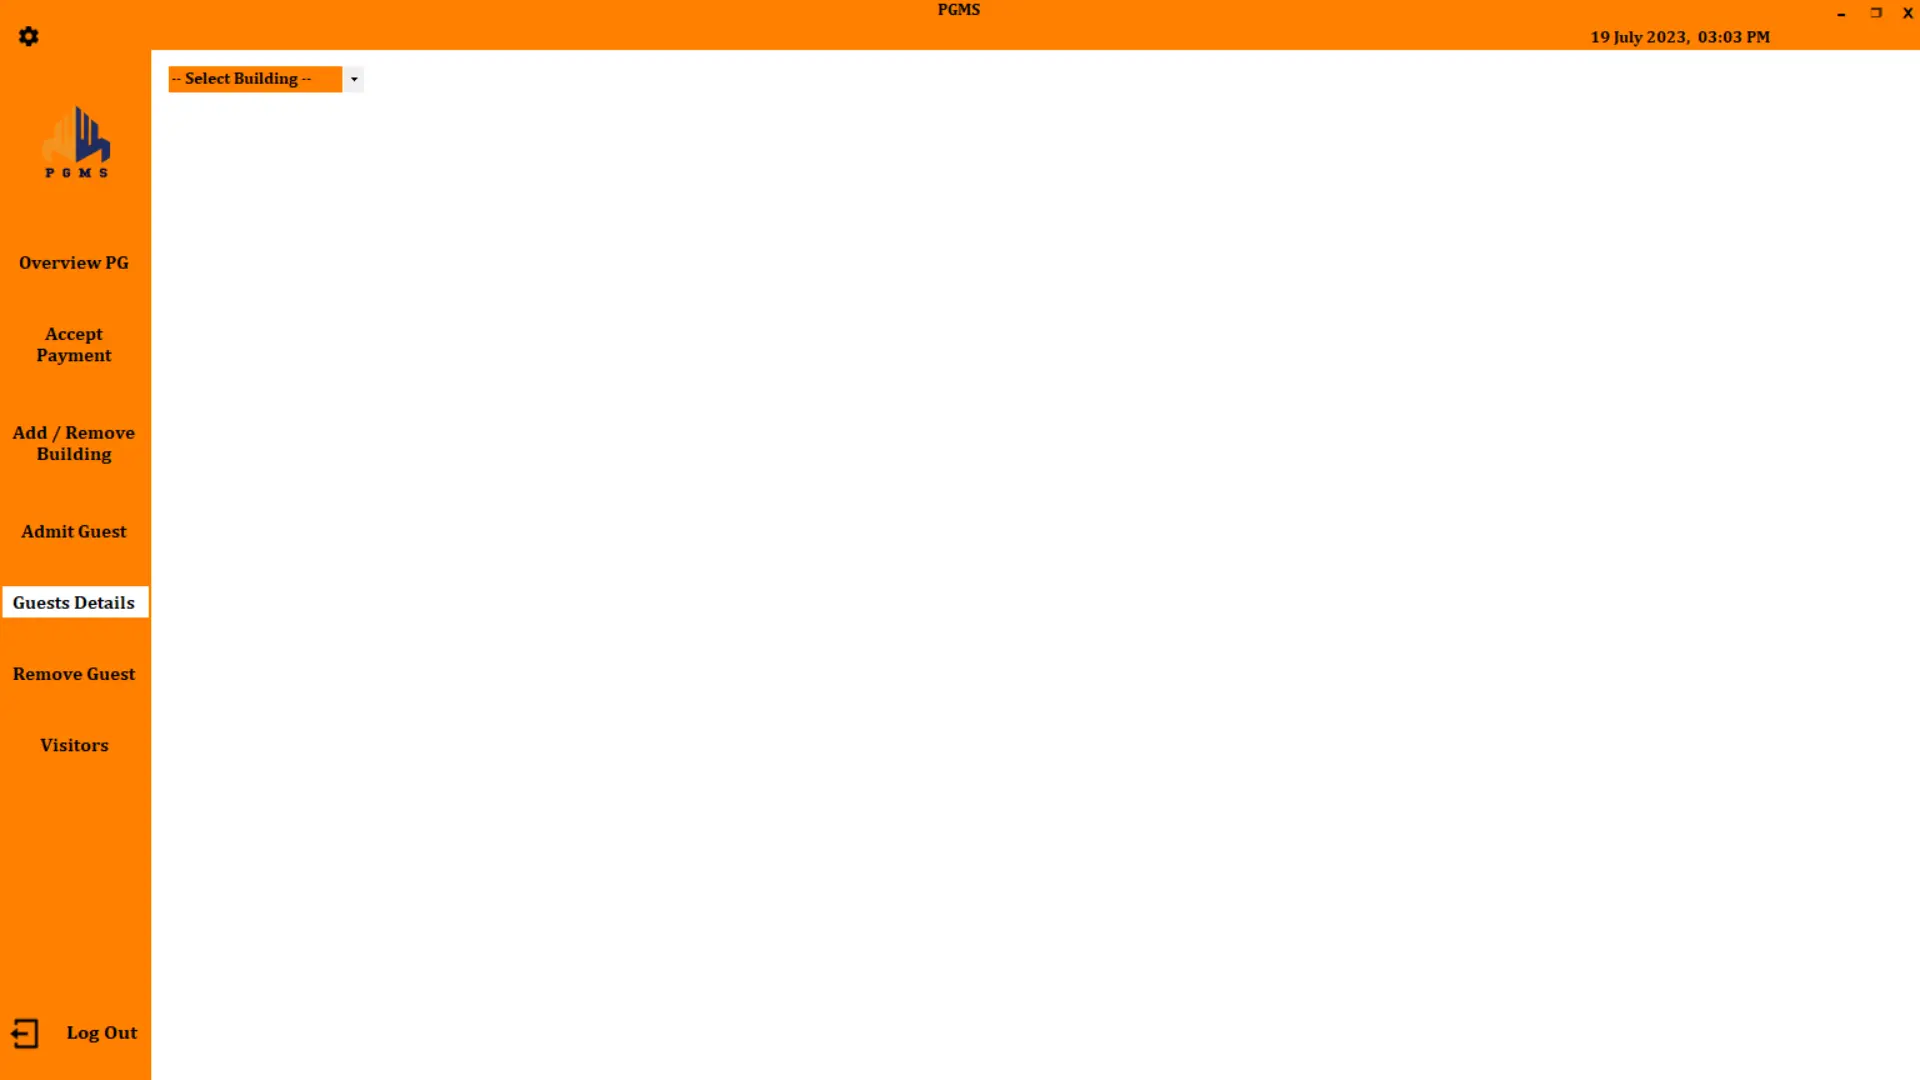 PGMS
X
19 July 2023, 03:03 PM
-- Select Building --
P G M S
Overview PG
Accept
Payment
Add / Remove
Building
Admit Guest
Guests Details
Remove Guest
Visitors
Log Out